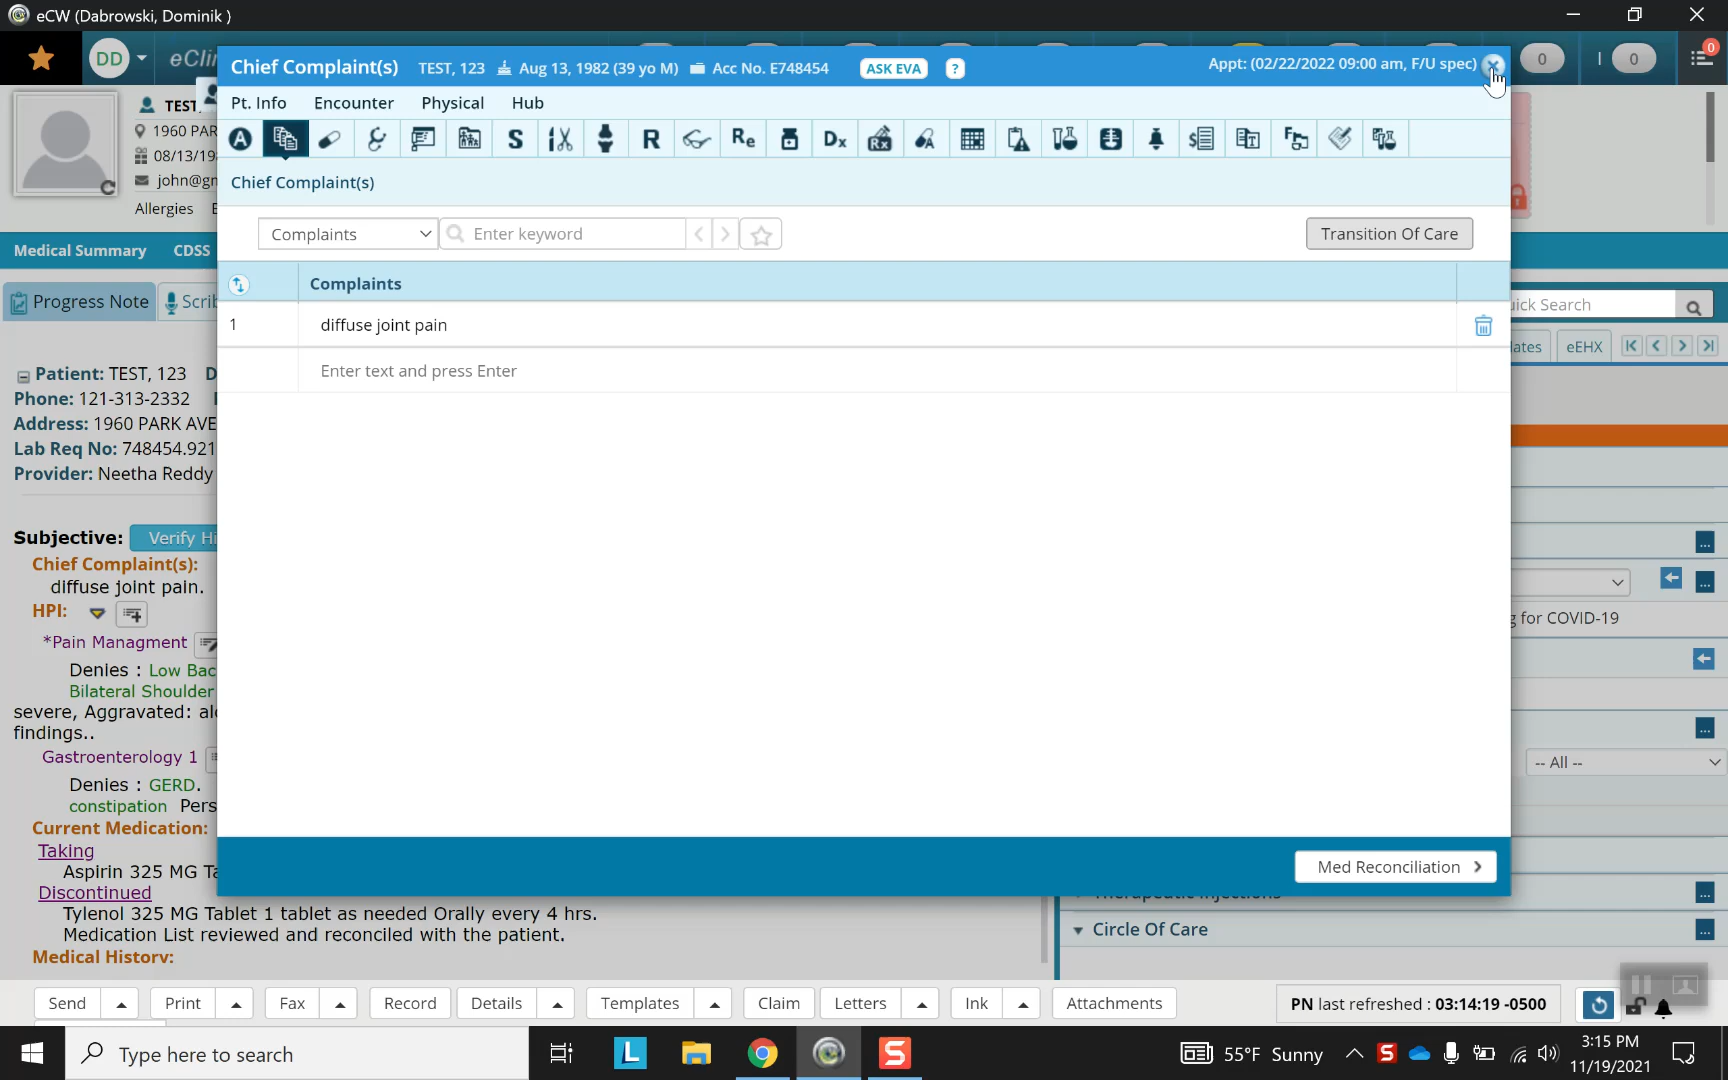 eCW (Dabrowski, Dominik )
DD
eClin
0
0
0
Chief Complaint(s) TEST, 123 Aug 13, 1982 (39 yo M) Acc No. E748454 ASK EVA ? Appt: (02/22/2022 09:00 am, F/U spec)
Pt. Info Encounter Physical Hub
A S R Re Dx Rx
Chief Complaint(s)
Complaints Enter keyword Transition Of Care
Complaints
1 diffuse joint pain
Enter text and press Enter
Med Reconciliation
TEST
1960 PAR
08/13/19
john@gm
Allergies
Medical Summary CDSS
Progress Note Scrib
Search
eEHX
Patient: TEST, 123
Phone: 121-313-2332
Address: 1960 PARK AVE
Lab Req No: 748454.921
Provider: Neetha Reddy
Subjective: Verify Hi
Chief Complaint(s):
diffuse joint pain.
HPI:
*Pain Managment
Denies : Low Bac
Bilateral Shoulder
severe, Aggravated:
findings..
Gastroenterology 1
Denies : GERD.
constipation Pers
Current Medication:
Taking
Aspirin 325 MG Ta
Discontinued
Tylenol 325 MG Tablet 1 tablet as needed Orally every 4 hrs.
Medication List reviewed and reconciled with the patient.
Medical History:
for COVID-19
-- All --
Circle Of Care
Send Print Fax Record Details Templates Claim Letters Ink Attachments PN last refreshed : 03:14:19 -0500
Type here to search
L
S
55°F Sunny
S
3:15 PM
11/19/2021